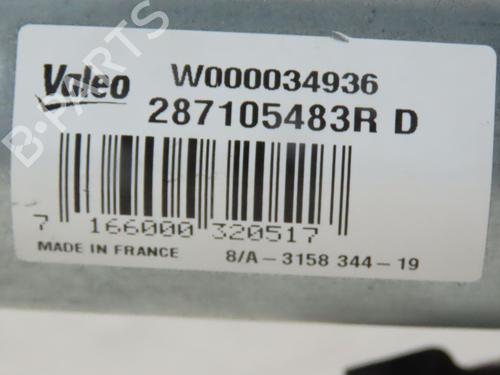 B-PARTS
Valeo
W000034936
287105483R D
7 166000 320517
MADE IN FRANCE 8/A-3158 344-19